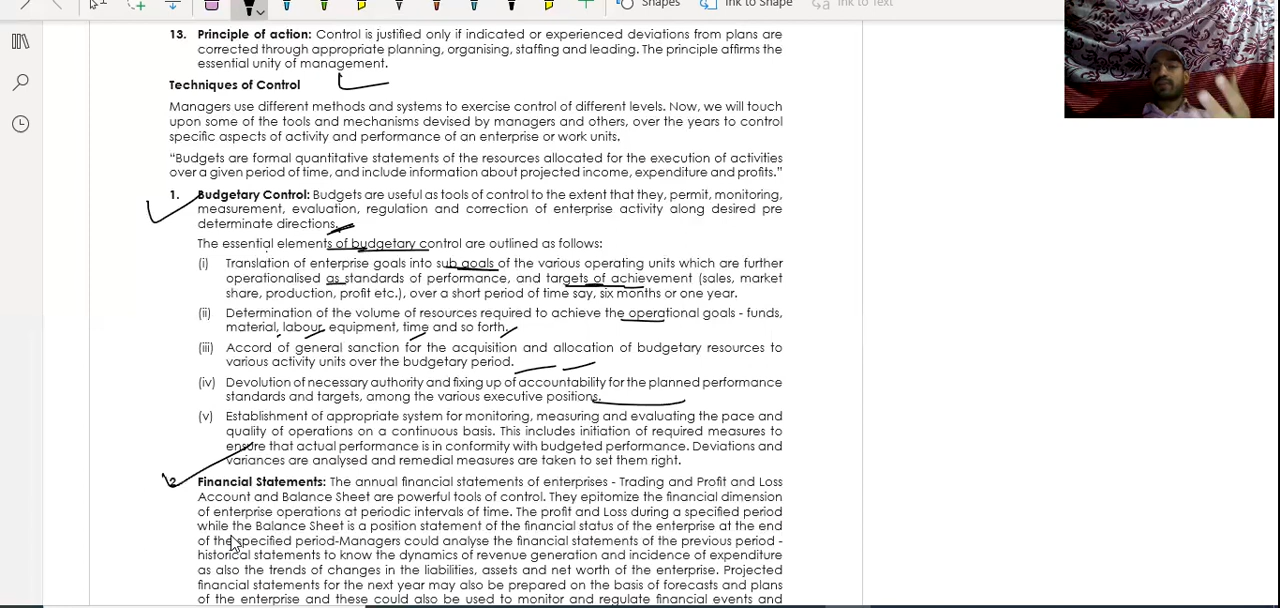 Shapes
Ink to Shape
Ink to Text
13. Principle of action: Control is justified only if indicated or experienced deviations from plans are
corrected through appropriate planning, organising, staffing and leading. The principle affirms the
essential unity of management.
Techniques of Control
Managers use different methods and systems to exercise control of different levels. Now, we will touch
upon some of the tools and mechanisms devised by managers and others, over the years to control
specific aspects of activity and performance of an enterprise or work units.
“Budgets are formal quantitative statements of the resources allocated for the execution of activities
over a given period of time, and include information about projected income, expenditure and profits.”
1. Budgetary Control: Budgets are useful as tools of control to the extent that they, permit, monitoring,
measurement, evaluation, regulation and correction of enterprise activity along desired pre
determinate directions.
The essential elements of budgetary control are outlined as follows:
(i) Translation of enterprise goals into sub goals of the various operating units which are further
operationalised as standards of performance, and targets of achievement (sales, market
share, production, profit etc.), over a short period of time say, six months or one year.
(ii) Determination of the volume of resources required to achieve the operational goals - funds,
material, labour, equipment, time and so forth.
(iii) Accord of general sanction for the acquisition and allocation of budgetary resources to
various activity units over the budgetary period.
(iv) Devolution of necessary authority and fixing up of accountability for the planned performance
standards and targets, among the various executive positions.
(v) Establishment of appropriate system for monitoring, measuring and evaluating the pace and
quality of operations on a continuous basis. This includes initiation of required measures to
ensure that actual performance is in conformity with budgeted performance. Deviations and
variances are analysed and remedial measures are taken to set them right.
2. Financial Statements: The annual financial statements of enterprises - Trading and Profit and Loss
Account and Balance Sheet are powerful tools of control. They epitomize the financial dimension
of enterprise operations at periodic intervals of time. The profit and Loss during a specified period
while the Balance Sheet is a position statement of the financial status of the enterprise at the end
of the specified period-Managers could analyse the financial statements of the previous period -
historical statements to know the dynamics of revenue generation and incidence of expenditure
as also the trends of changes in the liabilities, assets and net worth of the enterprise. Projected
financial statements for the next year may also be prepared on the basis of forecasts and plans
of the enterprise and these could also be used to monitor and regulate financial events and